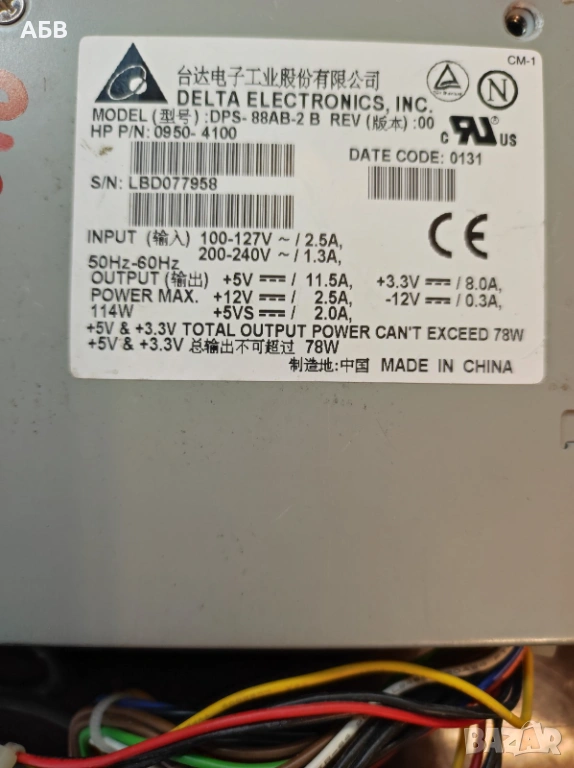 АБВ
CM-1
台达电子工业股份有限公司
DELTA ELECTRONICS, INC.
N
MODEL (型号) :DPS- 88AB-2 B REV (版本) :00
HP P/N: 0950- 4100
C US
DATE CODE: 0131
S/N: LBD077958
CE
INPUT (输入) 100-127V ~ / 2.5A,
200-240V ~ / 1.3A,
50Hz-60Hz
OUTPUT (输出) +5V / 11.5A, +3.3V / 8.0A,
POWER MAX. +12V / 2.5A, -12V / 0.3A,
114W +5VS / 2.0A,
+5V & +3.3V TOTAL OUTPUT POWER CAN'T EXCEED 78W
+5V & +3.3V 总输出不可超过 78W
制造地:中国 MADE IN CHINA
BAZAR